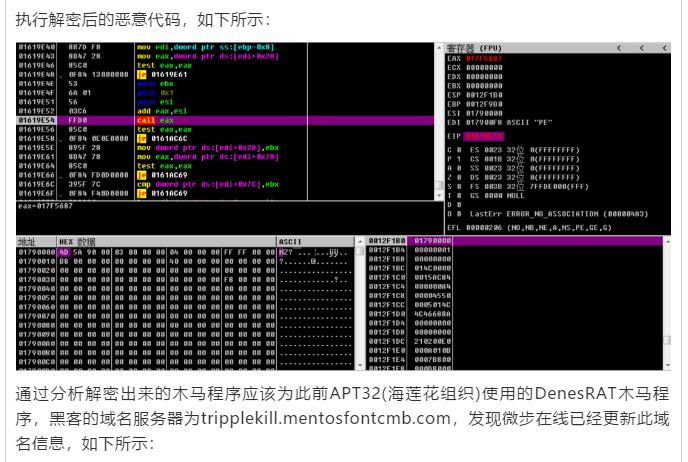 执行解密后的恶意代码，如下所示：
01619E40 8B7D F8 mov edi,dword ptr ss:[ebp-0x8]
01619E43 8B47 28 mov eax,dword ptr ds:[edi+0x28]
01619E46 85C0 test eax,eax
01619E48 0F84 13000000 je 01619E61
01619E4E 53 push ebx
01619E4F 6A 01 push 0x1
01619E51 56 push esi
01619E52 03C6 add eax,esi
01619E54 FFD0 call eax
01619E56 85C0 test eax,eax
01619E58 0F84 0E0E0000 je 0161AC6C
01619E5E 895F 28 mov dword ptr ds:[edi+0x28],ebx
01619E61 8B47 78 mov eax,dword ptr ds:[edi+0x78]
01619E64 85C0 test eax,eax
01619E66 0F84 FD0D0000 je 0161AC69
01619E6C 395F 7C cmp dword ptr ds:[edi+0x7C],ebx
01619E6F 0F84 F40D0000 je 0161AC69
eax=017F5687
寄存器 (FPU)
EAX 017F5687
ECX 00000000
EDX 00000000
EBX 00000000
ESP 0012F1B0
EBP 0012F9B0
ESI 01790000
EDI 017900F8 ASCII "PE"
EIP 01619E54
C 0 ES 0023 32位 0(FFFFFFFF)
P 1 CS 001B 32位 0(FFFFFFFF)
A 0 SS 0023 32位 0(FFFFFFFF)
Z 0 DS 0023 32位 0(FFFFFFFF)
S 0 FS 003B 32位 7FFDE000(FFF)
T 0 GS 0000 NULL
D 0
O 0 LastErr ERROR_NO_ASSOCIATION (00000483)
EFL 00000206 (NO,NB,NE,A,NS,PE,GE,G)
地址 HEX 数据 ASCII
01790000 4D 5A 90 00 03 00 00 00 04 00 00 00 FF FF 00 00
01790010 B8 00 00 00 00 00 00 00 40 00 00 00 00 00 00 00
01790020 00 00 00 00 00 00 00 00 00 00 00 00 00 00 00 00
01790030 00 00 00 00 00 00 00 00 00 00 00 00 F8 00 00 00
01790040 00 00 00 00 00 00 00 00 00 00 00 00 00 00 00 00
01790050 00 00 00 00 00 00 00 00 00 00 00 00 00 00 00 00
01790060 00 00 00 00 00 00 00 00 00 00 00 00 00 00 00 00
01790070 00 00 00 00 00 00 00 00 00 00 00 00 00 00 00 00
01790080 00 00 00 00 00 00 00 00 00 00 00 00 00 00 00 00
01790090 00 00 00 00 00 00 00 00 00 00 00 00 00 00 00 00
017900A0 00 00 00 00 00 00 00 00 00 00 00 00 00 00 00 00
017900B0 00 00 00 00 00 00 00 00 00 00 00 00 00 00 00 00
017900C0 00 00 00 00 00 00 00 00 00 00 00 00 00 00 00 00
0012F1B0 01790000
0012F1B4 00000001
0012F1B8 00000000
0012F1BC 014C0000
0012F1C0 0015AC84
0012F1C4 000000A4
0012F1C8 00004550
0012F1CC 0005014C
0012F1D0 4C46688A
0012F1D4 00000000
0012F1D8 00000000
0012F1DC 210200E0
0012F1E0 000A010B
0012F1E4 0007B800
0012F1E8 000D8000
通过分析解密出来的木马程序应该为此前APT32(海莲花组织)使用的DenesRAT木马程
序，黑客的域名服务器为tripplekill.mentosfontcmb.com，发现微步在线已经更新此域
名信息，如下所示：